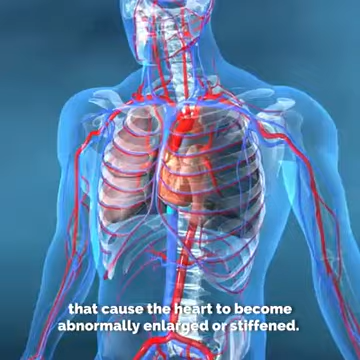 that cause the heart to become
abnormally enlarged or stiffened.